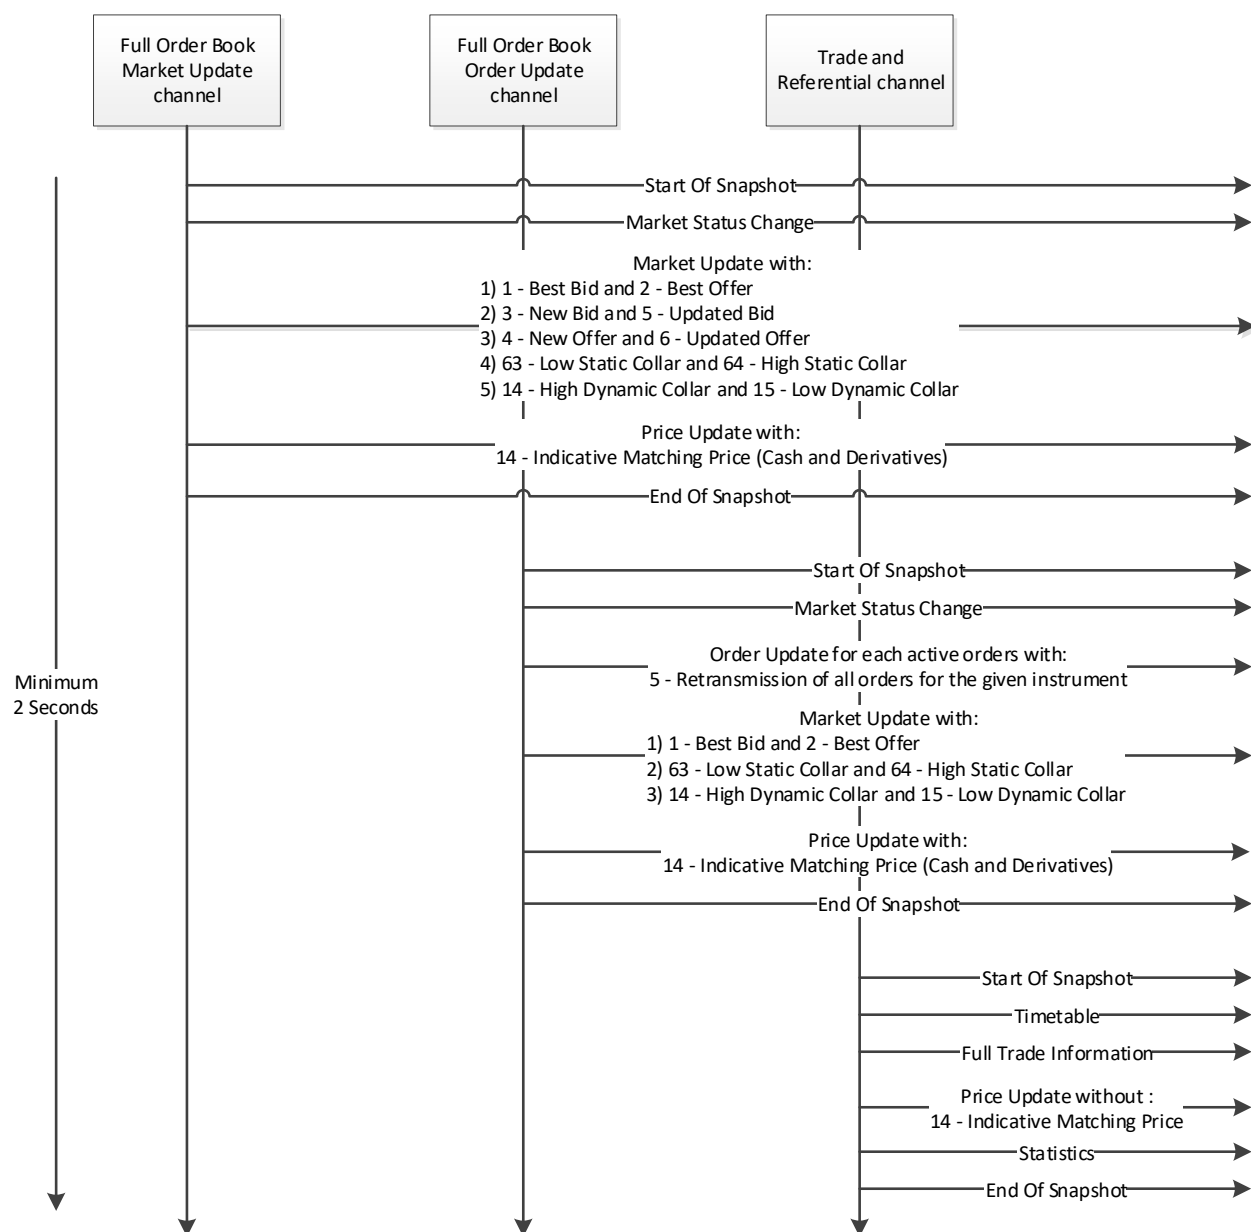 Full Order Book
Market Update
channel
Full Order Book
Order Update
channel
Trade and
Referential channel
Start Of Snapshot
Market Status Change
Market Update with:
1) 1 - Best Bid and 2 - Best Offer
2) 3 - New Bid and 5 - Updated Bid
3) 4 - New Offer and 6 - Updated Offer
4) 63 - Low Static Collar and 64 - High Static Collar
5) 14 - High Dynamic Collar and 15 - Low Dynamic Collar
Price Update with:
14 - Indicative Matching Price (Cash and Derivatives)
End Of Snapshot
Start Of Snapshot
Market Status Change
Order Update for each active orders with:
5 - Retransmission of all orders for the given instrument
Minimum
2 Seconds
Market Update with:
1) 1 - Best Bid and 2 - Best Offer
2) 63 - Low Static Collar and 64 - High Static Collar
3) 14 - High Dynamic Collar and 15 - Low Dynamic Collar
Price Update with:
14 - Indicative Matching Price (Cash and Derivatives)
End Of Snapshot
Start Of Snapshot
Timetable
Full Trade Information
Price Update without :
14 - Indicative Matching Price
Statistics
End Of Snapshot